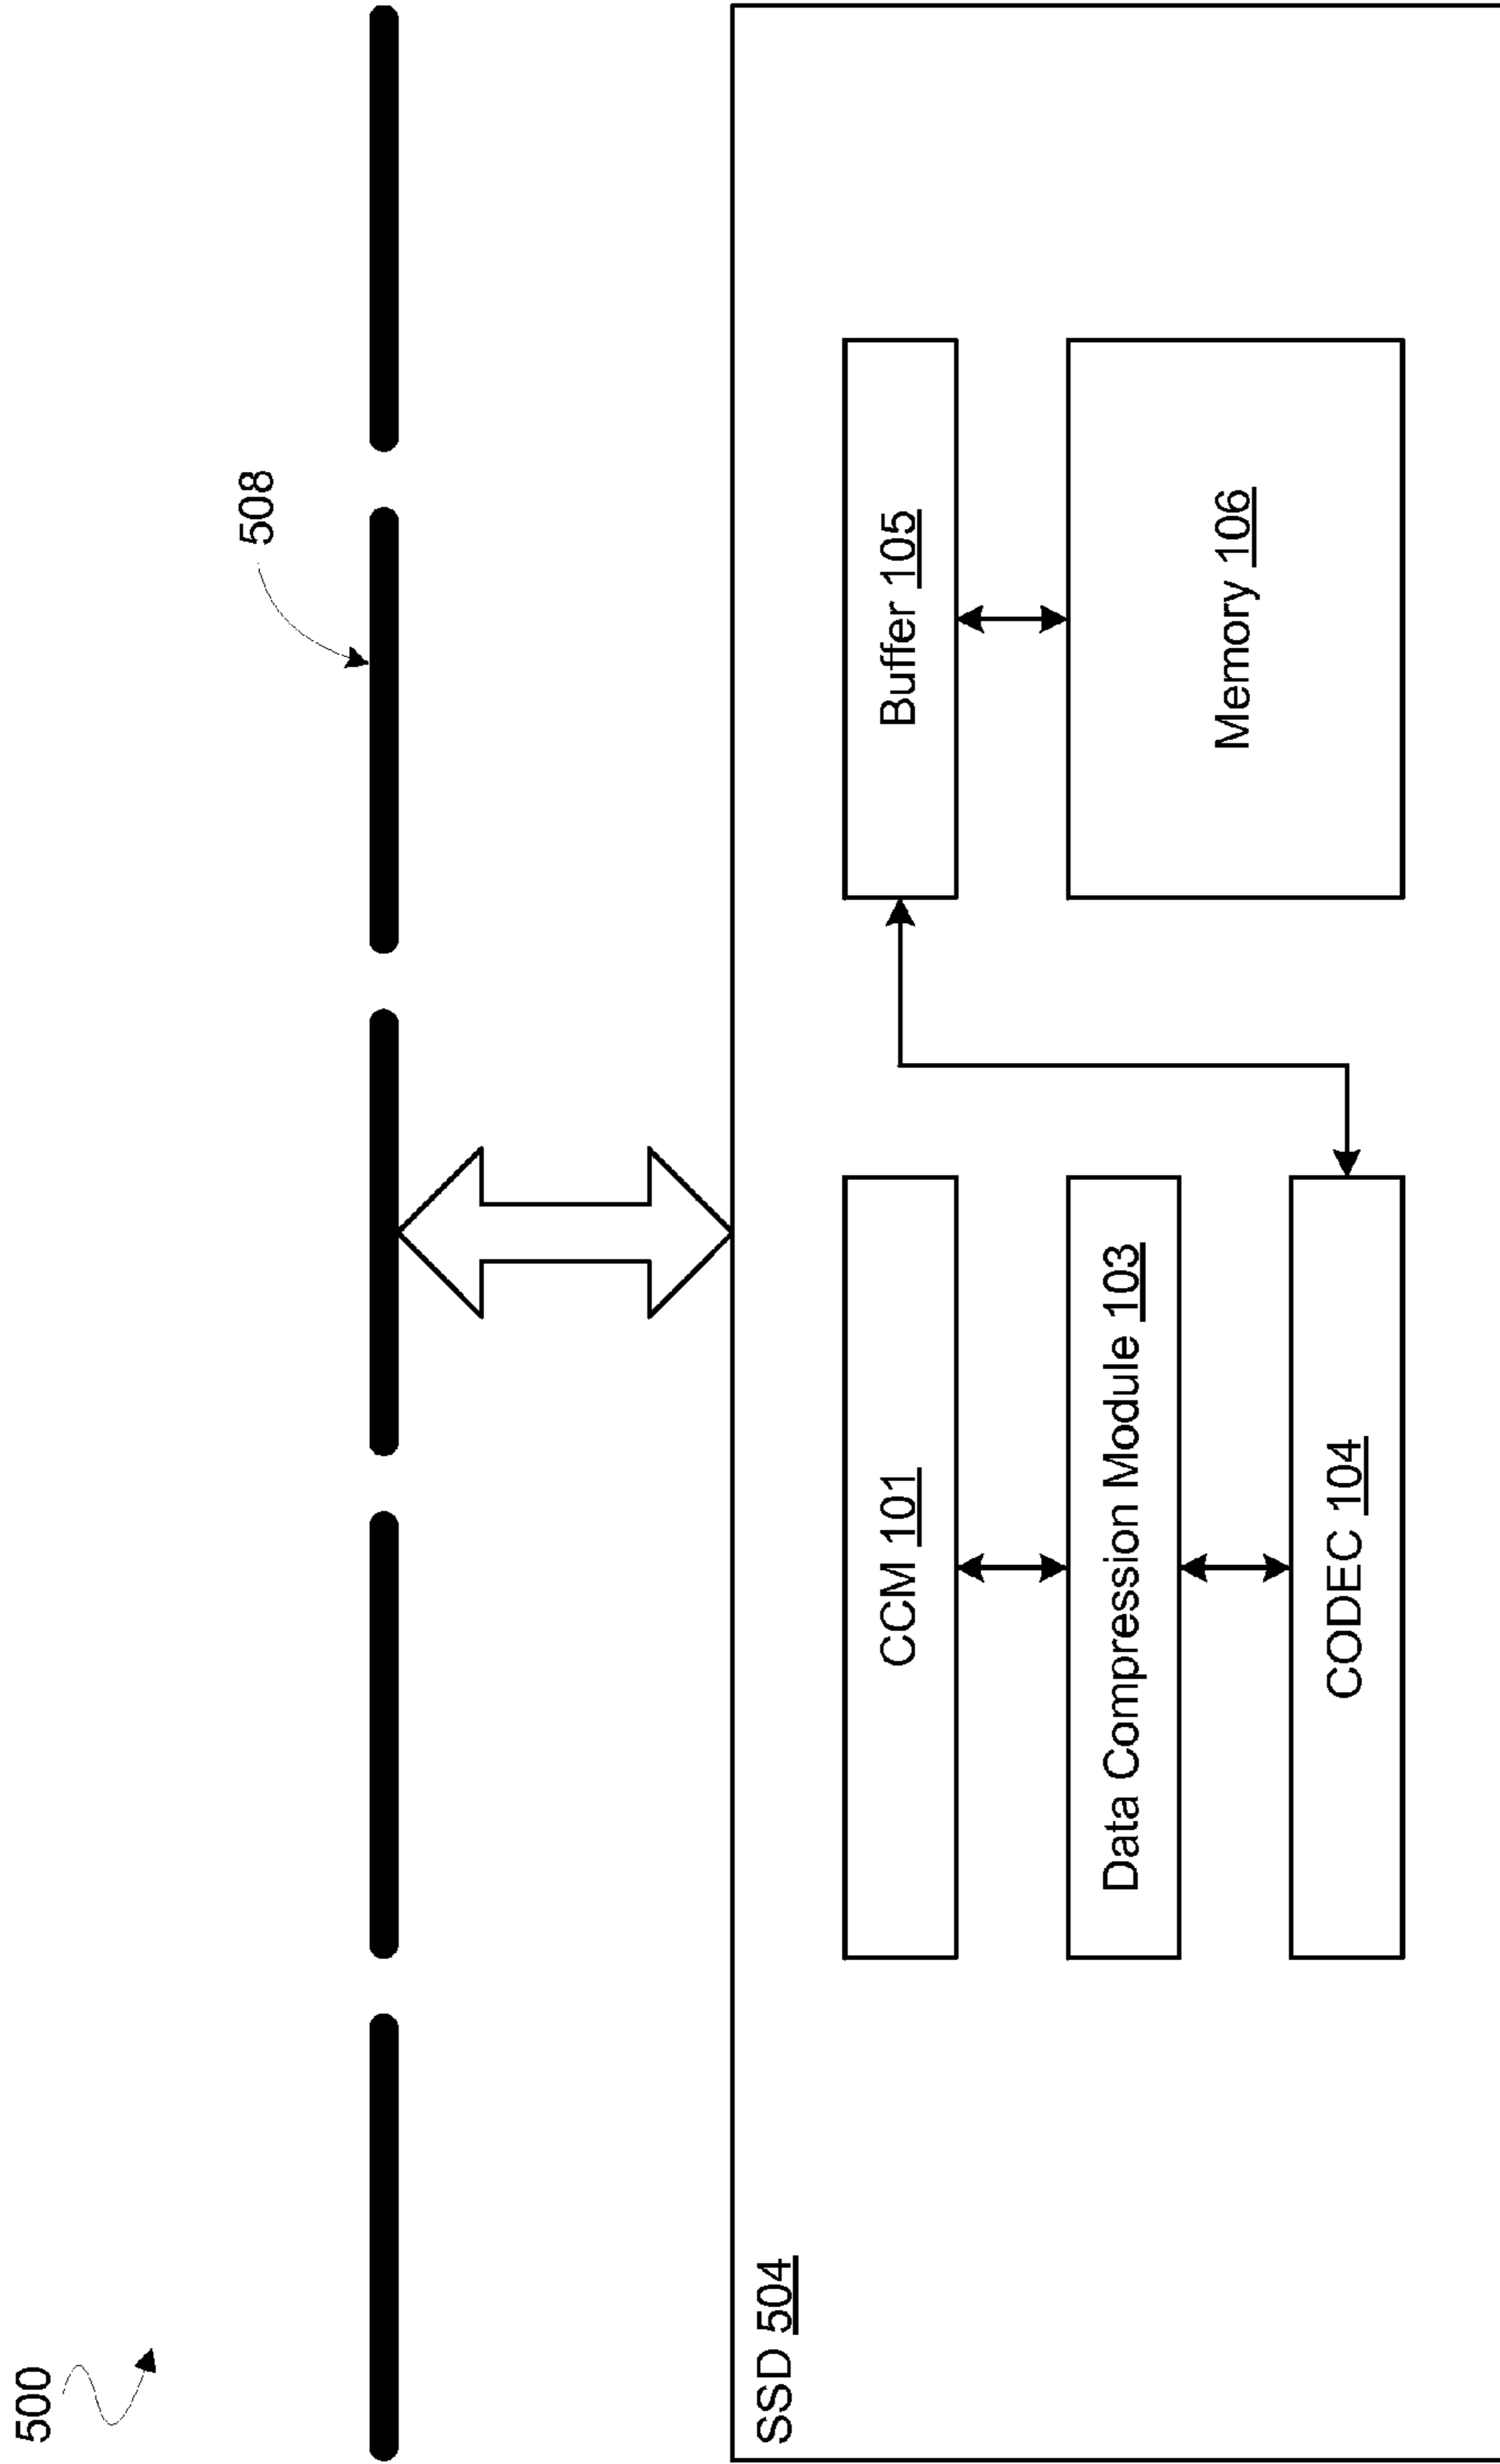 500
508
SSD 504
CCM 101
Buffer 105
Data Compression Module 103
Memory 106
CODEC 104